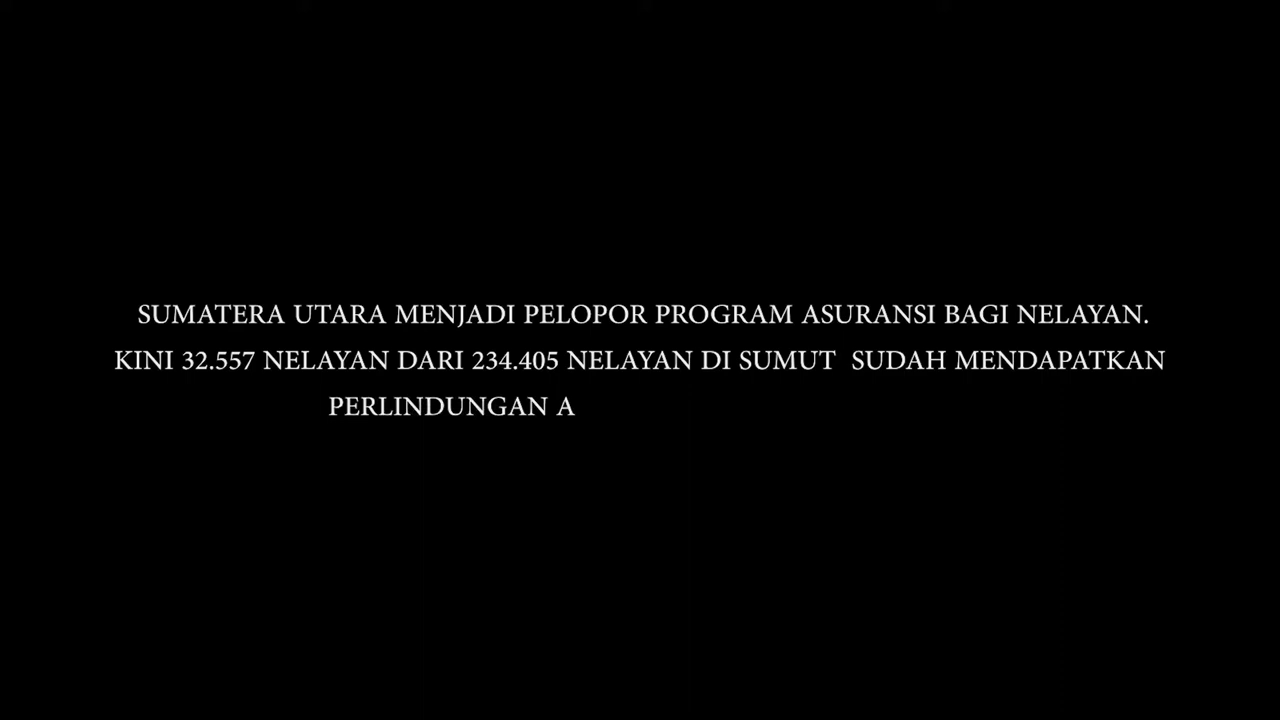 SUMATERA UTARA MENJADI PELOPOR PROGRAM ASURANSI BAGI NELAYAN.
KINI 32.557 NELAYAN DARI 234.405 NELAYAN DI SUMUT SUDAH MENDAPATKAN
PERLINDUNGAN A